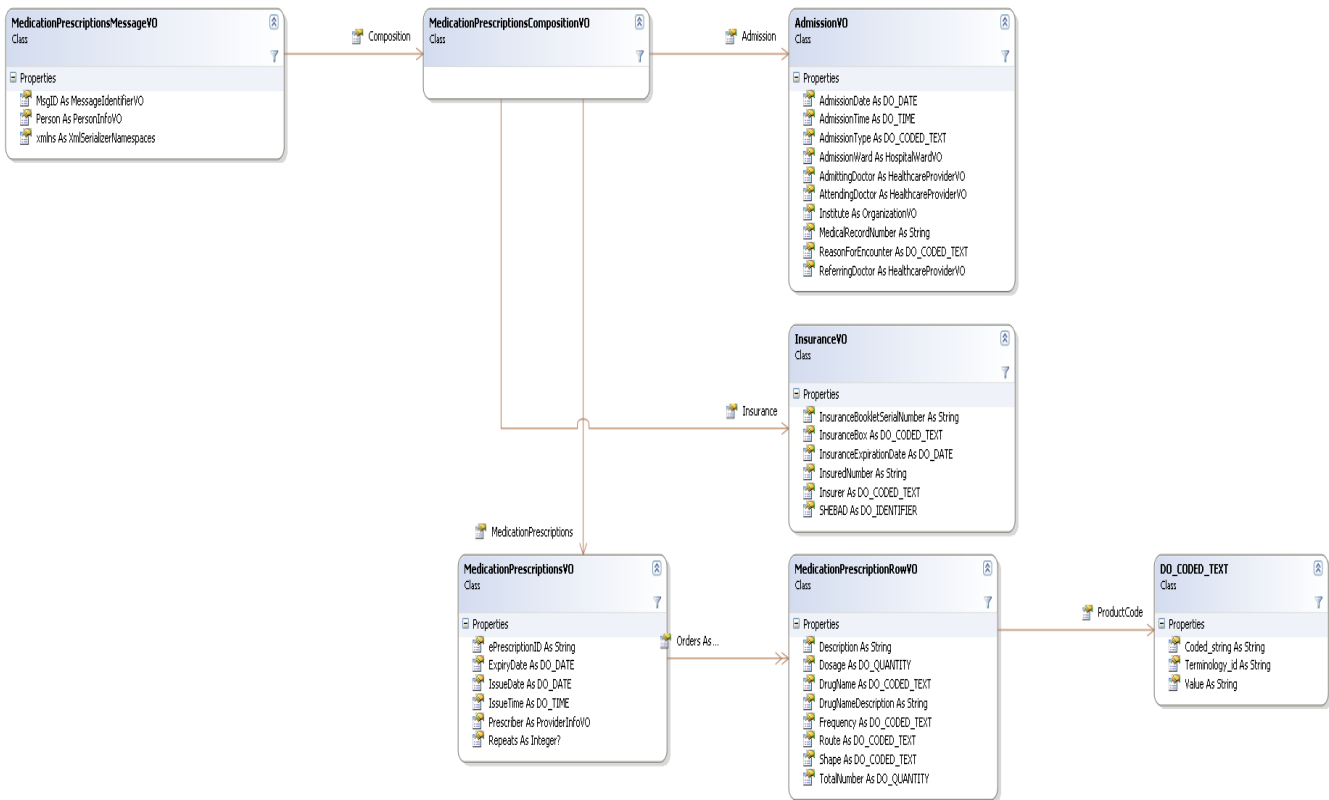 MedicationPrescriptionsMessageVO
Class
Properties
MsgID As MessageIdentifierVO
Person As PersonInfoVO
xmlns As XmlSerializerNamespaces
Composition
MedicationPrescriptionsCompositionVO
Class
Admission
AdmissionVO
Class
Properties
AdmissionDate As DO_DATE
AdmissionTime As DO_TIME
AdmissionType As DO_CODED_TEXT
AdmissionWard As HospitalWardVO
AdmittingDoctor As HealthcareProviderVO
AttendingDoctor As HealthcareProviderVO
Institute As OrganizationVO
MedicalRecordNumber As String
ReasonForEncounter As DO_CODED_TEXT
ReferringDoctor As HealthcareProviderVO
Insurance
InsuranceVO
Class
Properties
InsuranceBookletSerialNumber As String
InsuranceBox As DO_CODED_TEXT
InsuranceExpirationDate As DO_DATE
InsuredNumber As String
Insurer As DO_CODED_TEXT
SHEBAD As DO_IDENTIFIER
MedicationPrescriptions
MedicationPrescriptionsVO
Class
Properties
ePrescriptionID As String
ExpiryDate As DO_DATE
IssueDate As DO_DATE
IssueTime As DO_TIME
Prescriber As ProviderInfoVO
Repeats As Integer?
Orders As...
MedicationPrescriptionRowVO
Class
Properties
Description As String
Dosage As DO_QUANTITY
DrugName As DO_CODED_TEXT
DrugNameDescription As String
Frequency As DO_CODED_TEXT
Route As DO_CODED_TEXT
Shape As DO_CODED_TEXT
TotalNumber As DO_QUANTITY
ProductCode
DO_CODED_TEXT
Class
Properties
Coded_string As String
Terminology_id As String
Value As String